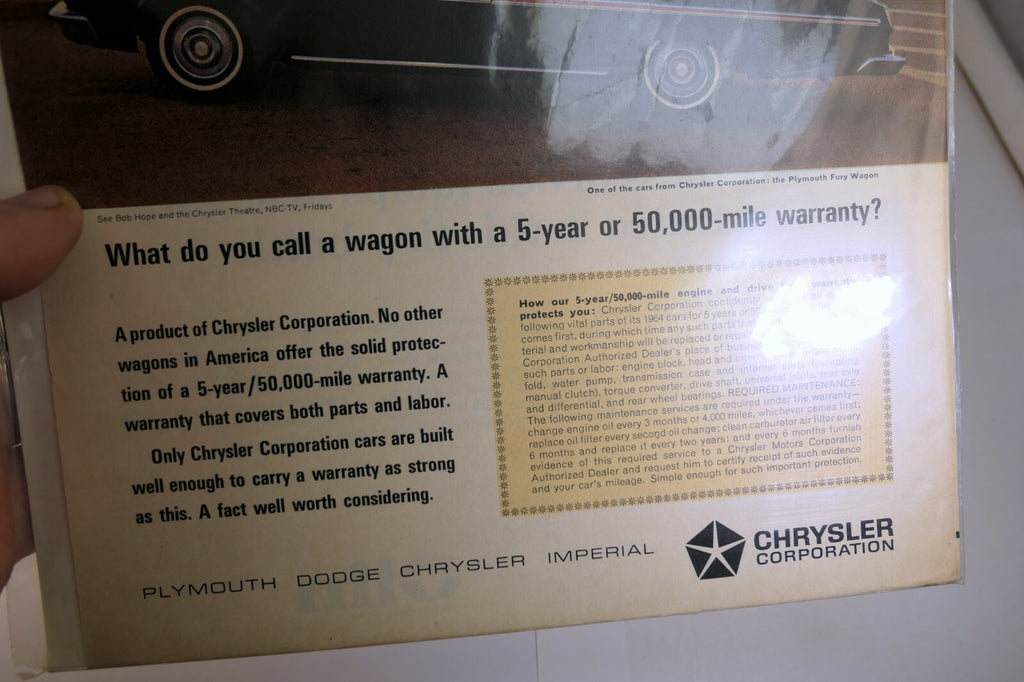 One of the cars from Chrysler Corporation: the Plymouth Fury Wagon
See Bob Hope and the Chrysler Theatre, NBC-TV, Fridays
What do you call a wagon with a 5-year or 50,000-mile warranty?
A product of Chrysler Corporation. No other
wagons in America offer the solid protec-
tion of a 5-year/50,000-mile warranty. A
warranty that covers both parts and labor.
Only Chrysler Corporation cars are built
well enough to carry a warranty as strong
as this. A fact well worth considering.
How our 5-year/50,000-mile engine and drive warranty
protects you: Chrysler Corporation confidently
following vital parts of its 1964 cars for 5 years or
comes first, during which time any such parts
terial and workmanship will be replaced or
Corporation Authorized Dealer's place of
such parts or labor: engine block, head and
fold, water pump, transmission case and internal parts (excepting
manual clutch), torque converter, drive shaft, universal joints, rear axle
and differential, and rear wheel bearings. REQUIRED MAINTENANCE:
The following maintenance services are required under the warranty—
change engine oil every 3 months or 4,000 miles, whichever comes first;
replace oil filter every second oil change; clean carburetor air filter every
6 months and replace it every two years; and every 6 months furnish
evidence of this required service to a Chrysler Motors Corporation
Authorized Dealer and request him to certify receipt of such evidence
and your car's mileage. Simple enough for such important protection.
PLYMOUTH DODGE CHRYSLER IMPERIAL
CHRYSLER
CORPORATION